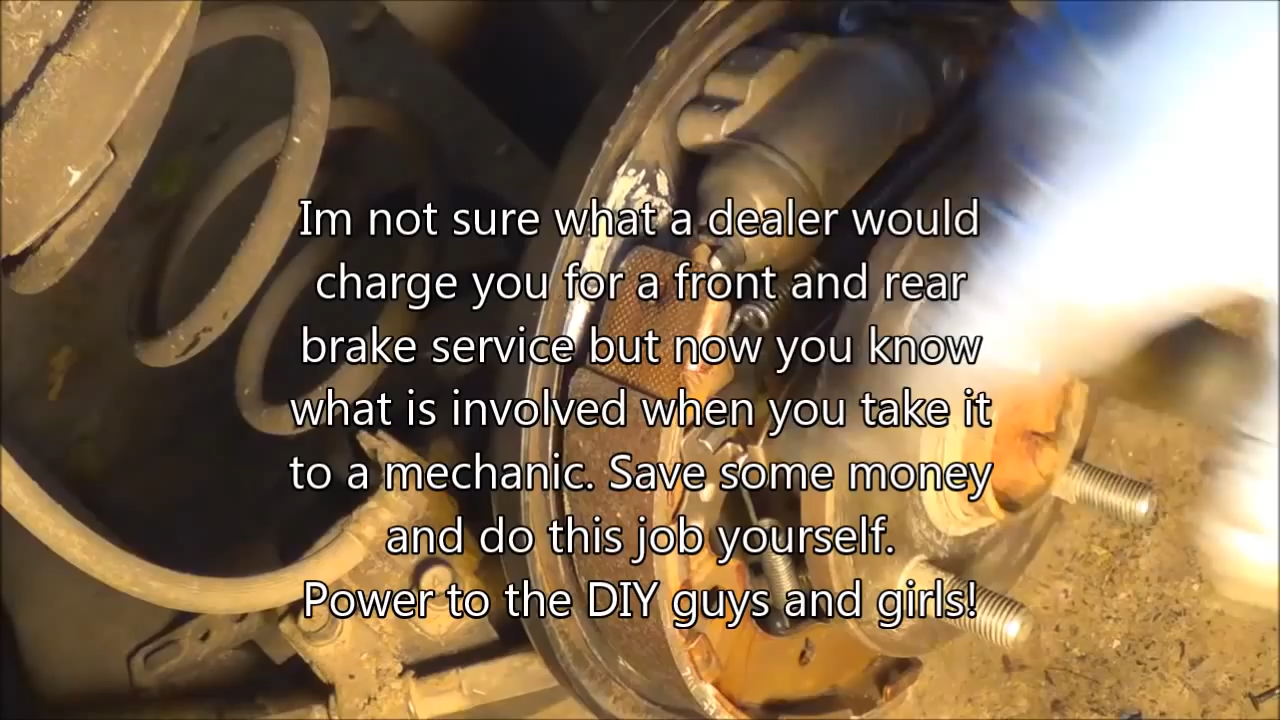 Im not sure what a dealer would
charge you for a front and rear
brake service but now you know
what is involved when you take it
to a mechanic. Save some money
and do this job yourself.
Power to the DIY guys and girls!